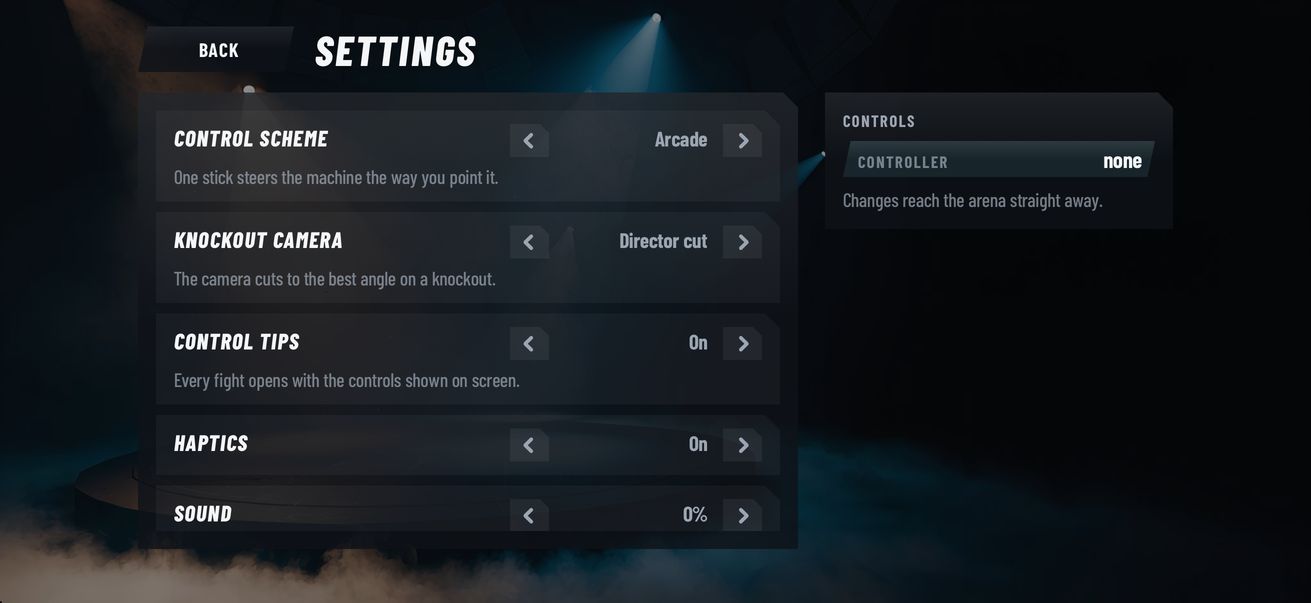 BACK
SETTINGS
CONTROL SCHEME
Arcade
One stick steers the machine the way you point it.
KNOCKOUT CAMERA
Director cut
The camera cuts to the best angle on a knockout.
CONTROL TIPS
On
Every fight opens with the controls shown on screen.
HAPTICS
On
SOUND
0%
CONTROLS
CONTROLLER
none
Changes reach the arena straight away.